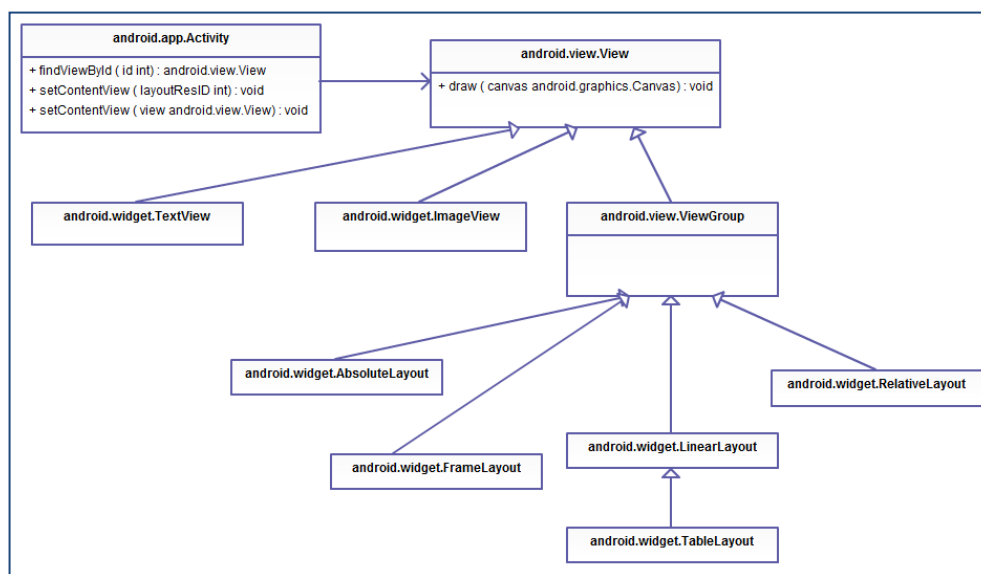 android.app.Activity
+ findViewById ( id int) : android.view.View
+ setContentView ( layoutResID int) : void
+ setContentView ( view android.view.View) : void
android.view.View
+ draw ( canvas android.graphics.Canvas) : void
android.widget.TextView
android.widget.ImageView
android.view.ViewGroup
android.widget.AbsoluteLayout
android.widget.RelativeLayout
android.widget.FrameLayout
android.widget.LinearLayout
android.widget.TableLayout